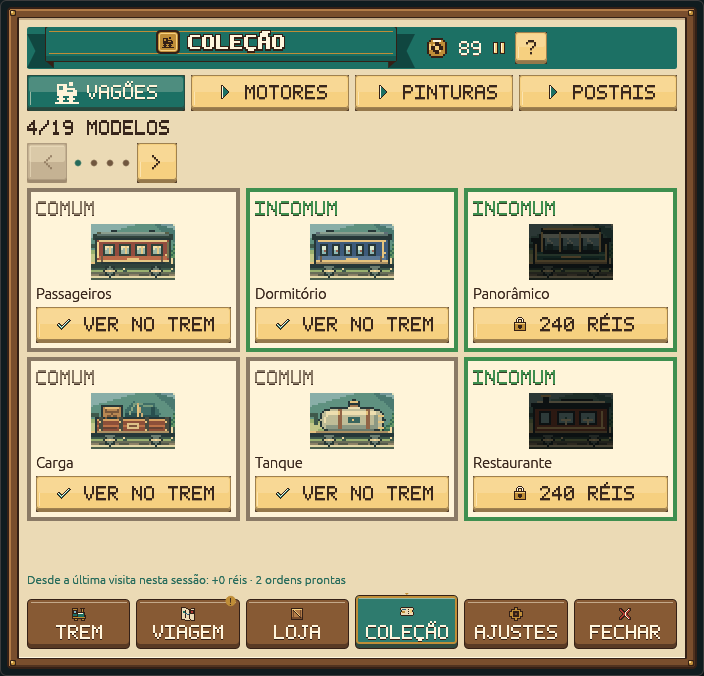 COLEÇÃO
89
?
VAGÕES
MOTORES
PINTURAS
POSTAIS
4/19 MODELOS
<
>
COMUM
Passageiros
VER NO TREM
INCOMUM
Dormitório
VER NO TREM
INCOMUM
Panorâmico
240 RÉIS
COMUM
Carga
VER NO TREM
COMUM
Tanque
VER NO TREM
INCOMUM
Restaurante
240 RÉIS
Desde a última visita nesta sessão: +0 réis · 2 ordens prontas
TREM
VIAGEM
!
LOJA
COLEÇÃO
AJUSTES
FECHAR